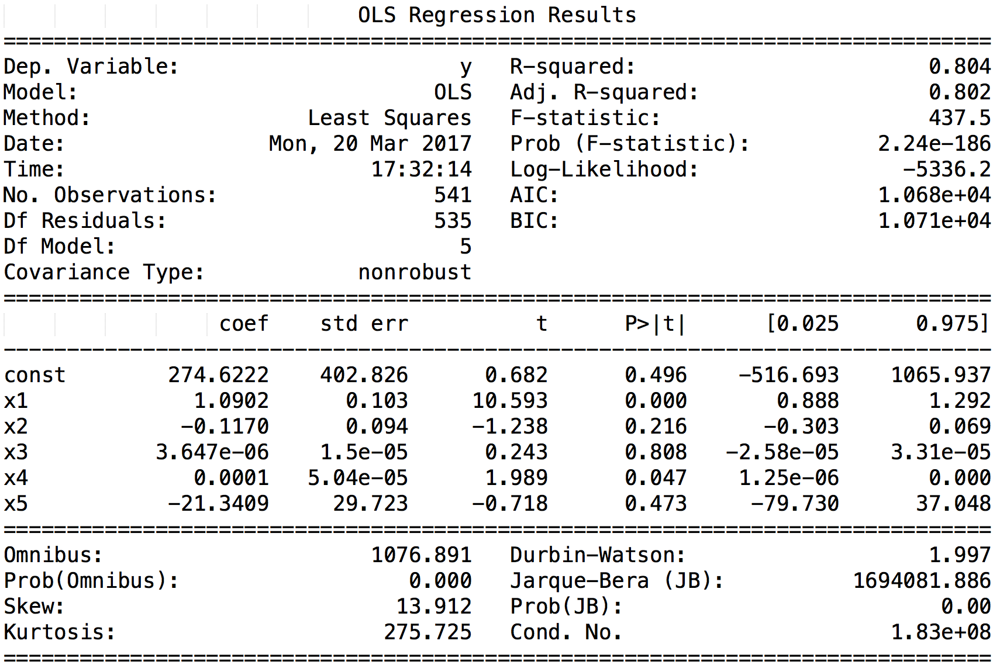 OLS Regression Results
==============================================================================
Dep. Variable:                      y   R-squared:                       0.804
Model:                            OLS   Adj. R-squared:                  0.802
Method:                 Least Squares   F-statistic:                     437.5
Date:                Mon, 20 Mar 2017   Prob (F-statistic):          2.24e-186
Time:                        17:32:14   Log-Likelihood:                -5336.2
No. Observations:                 541   AIC:                         1.068e+04
Df Residuals:                     535   BIC:                         1.071e+04
Df Model:                           5
Covariance Type:            nonrobust
==============================================================================
                 coef    std err          t      P>|t|      [0.025      0.975]
------------------------------------------------------------------------------
const        274.6222    402.826      0.682      0.496    -516.693    1065.937
x1             1.0902      0.103     10.593      0.000       0.888       1.292
x2            -0.1170      0.094     -1.238      0.216      -0.303       0.069
x3          3.647e-06    1.5e-05      0.243      0.808   -2.58e-05    3.31e-05
x4             0.0001   5.04e-05      1.989      0.047    1.25e-06       0.000
x5           -21.3409     29.723     -0.718      0.473     -79.730      37.048
==============================================================================
Omnibus:                     1076.891   Durbin-Watson:                   1.997
Prob(Omnibus):                  0.000   Jarque-Bera (JB):          1694081.886
Skew:                          13.912   Prob(JB):                         0.00
Kurtosis:                     275.725   Cond. No.                     1.83e+08
==============================================================================